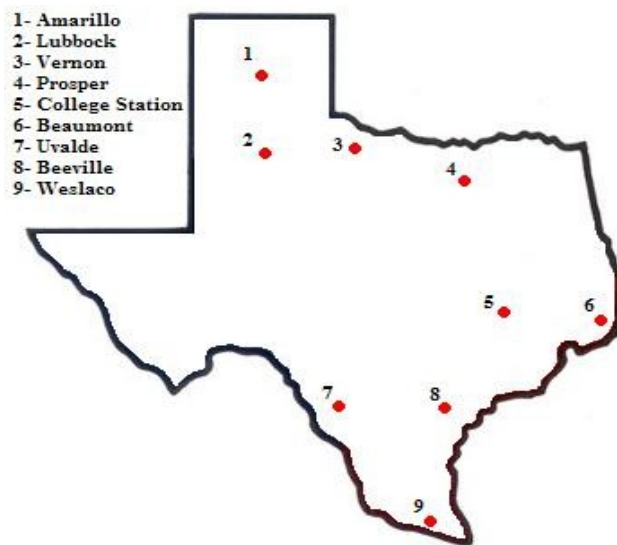 1- Amarillo
2- Lubbock
3- Vernon
4- Prosper
5- College Station
6- Beaumont
7- Uvalde
8- Beeville
9- Weslaco
1
2
3
4
5
6
7
8
9